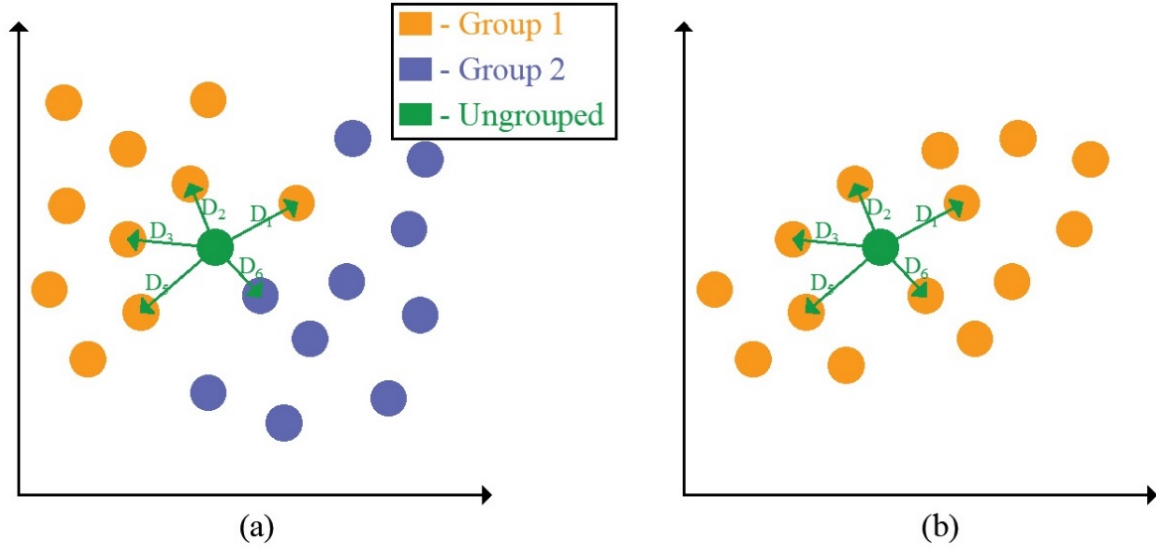 - Group 1
- Group 2
- Ungrouped
D₂
D₁
D₃
D₆
D₅
(a)
D₂
D₁
D₃
D₆
D₅
(b)